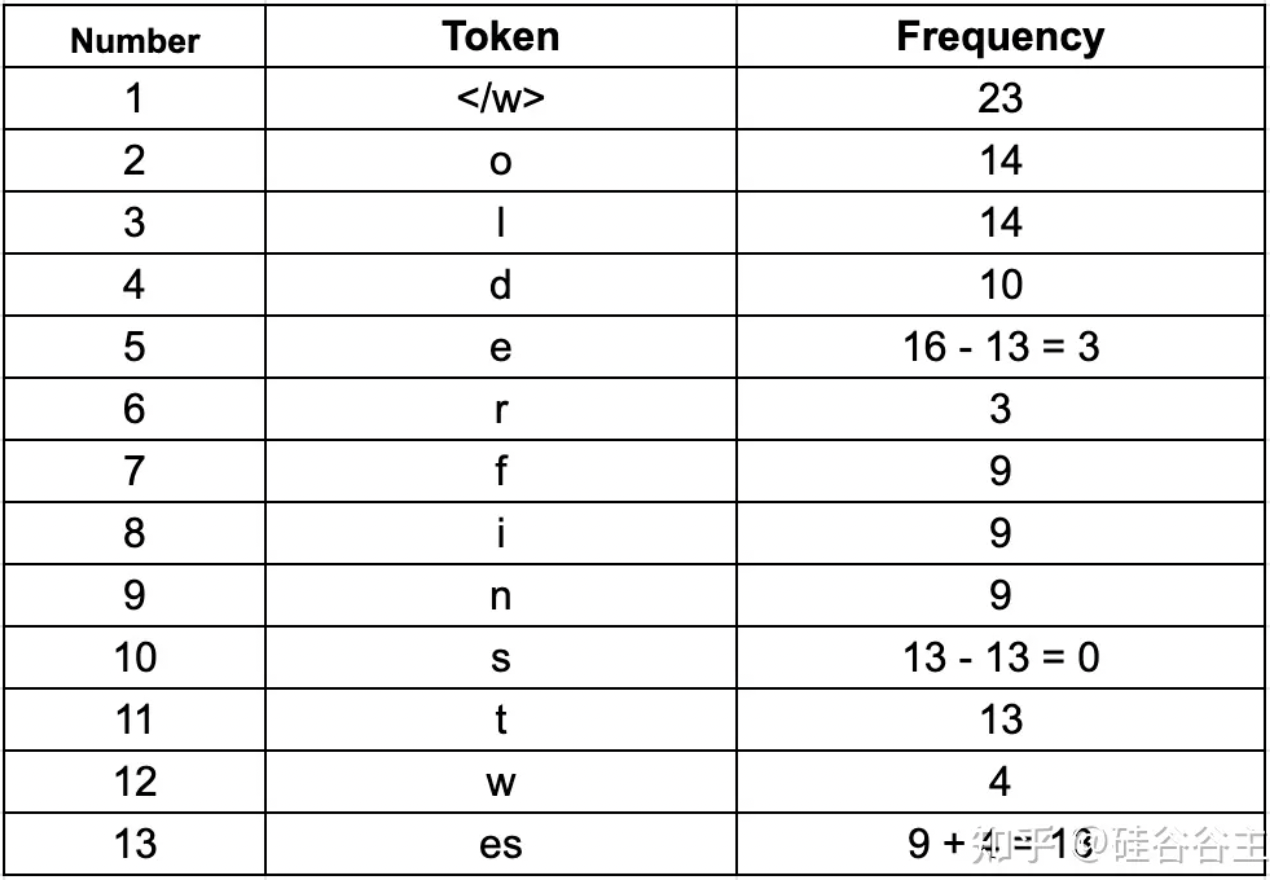 Number Token Frequency
1 </w> 23
2 o 14
3 l 14
4 d 10
5 e 16 - 13 = 3
6 r 3
7 f 9
8 i 9
9 n 9
10 s 13 - 13 = 0
11 t 13
12 w 4
13 es 9 + 4 = 13
知乎 @硅谷谷主